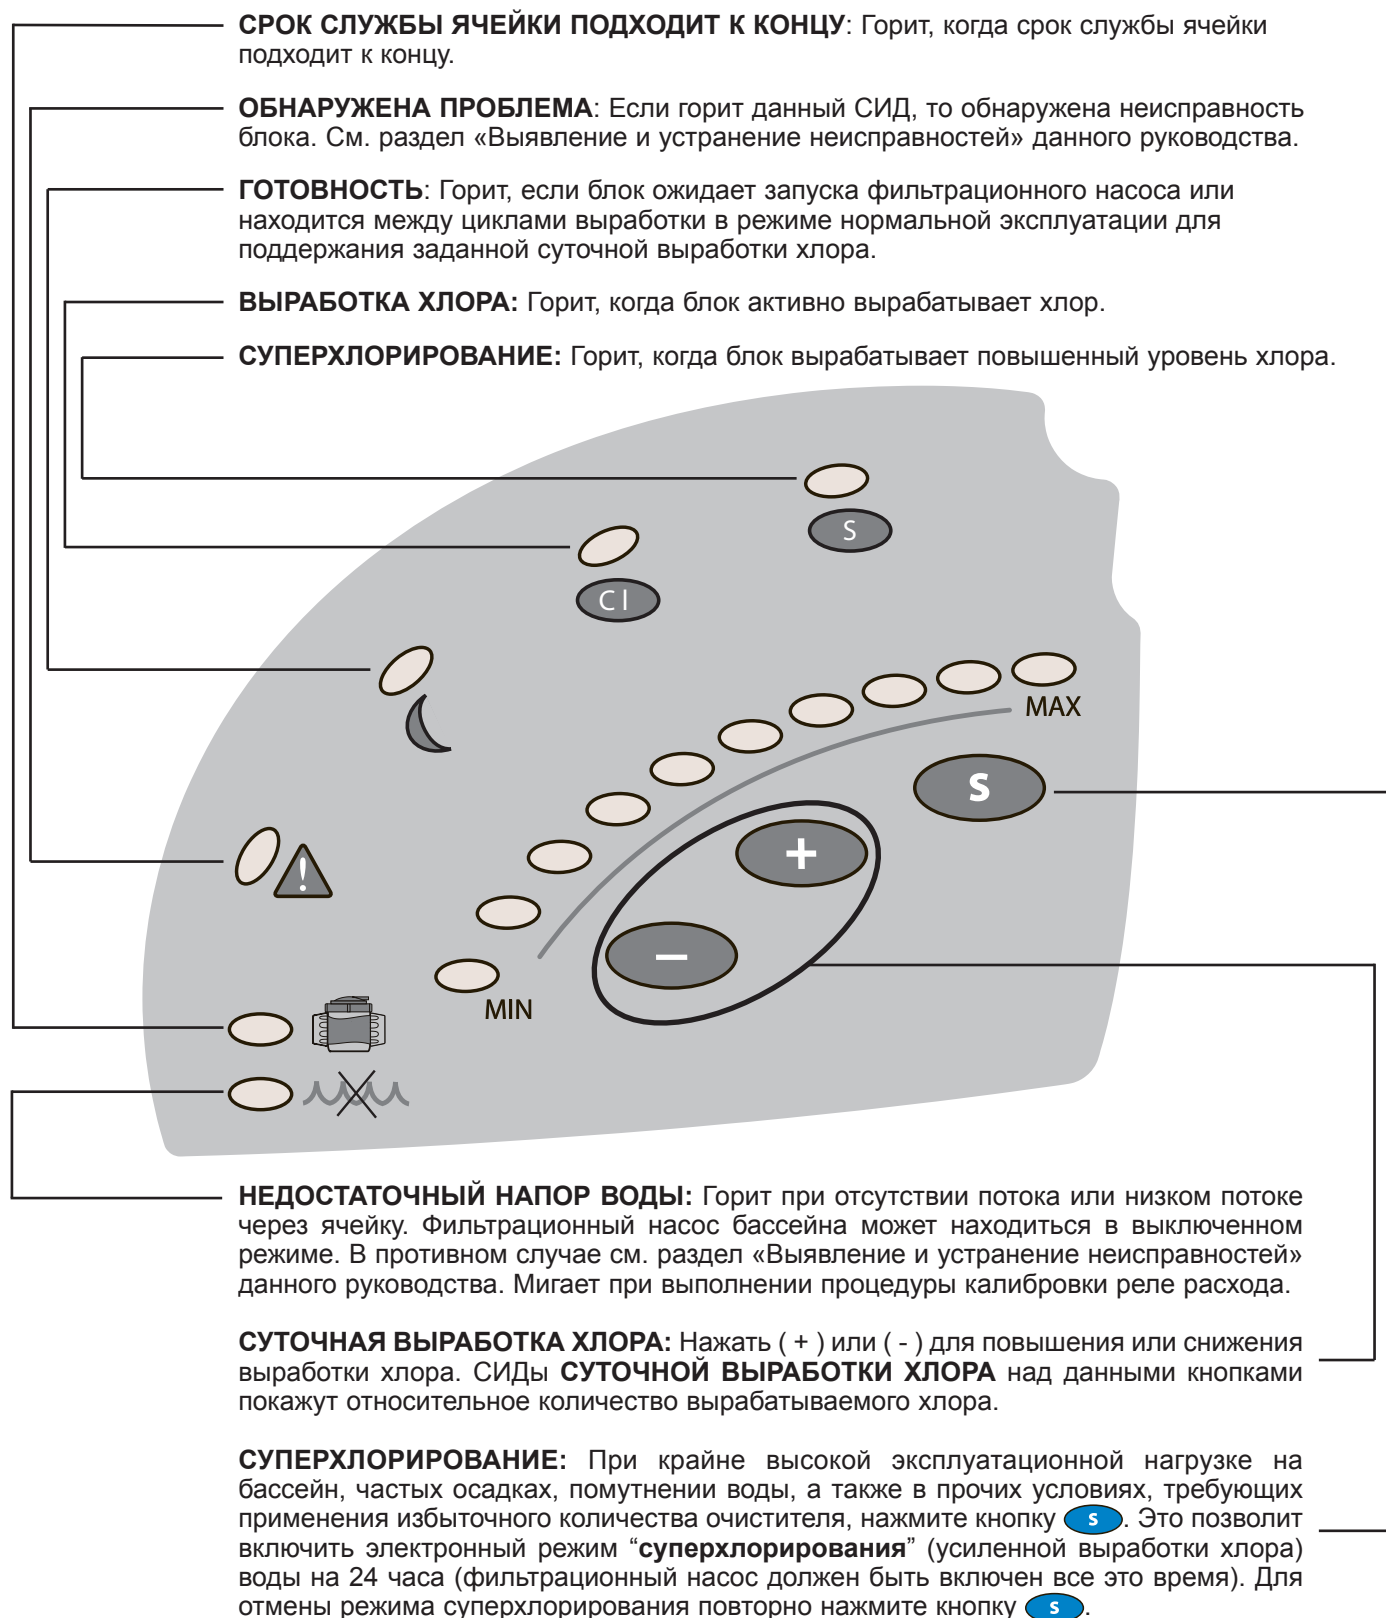 СРОК СЛУЖБЫ ЯЧЕЙКИ ПОДХОДИТ К КОНЦУ: Горит, когда срок службы ячейки
подходит к концу.
ОБНАРУЖЕНА ПРОБЛЕМА: Если горит данный СИД, то обнаружена неисправность
блока. См. раздел «Выявление и устранение неисправностей» данного руководства.
ГОТОВНОСТЬ: Горит, если блок ожидает запуска фильтрационного насоса или
находится между циклами выработки в режиме нормальной эксплуатации для
поддержания заданной суточной выработки хлора.
ВЫРАБОТКА ХЛОРА: Горит, когда блок активно вырабатывает хлор.
СУПЕРХЛОРИРОВАНИЕ: Горит, когда блок вырабатывает повышенный уровень хлора.
S
Cl
MAX
S
+
!
–
MIN
НЕДОСТАТОЧНЫЙ НАПОР ВОДЫ: Горит при отсутствии потока или низком потоке
через ячейку. Фильтрационный насос бассейна может находиться в выключенном
режиме. В противном случае см. раздел «Выявление и устранение неисправностей»
данного руководства. Мигает при выполнении процедуры калибровки реле расхода.
СУТОЧНАЯ ВЫРАБОТКА ХЛОРА: Нажать ( + ) или ( - ) для повышения или снижения
выработки хлора. СИДы СУТОЧНОЙ ВЫРАБОТКИ ХЛОРА над данными кнопками
покажут относительное количество вырабатываемого хлора.
СУПЕРХЛОРИРОВАНИЕ: При крайне высокой эксплуатационной нагрузке на
бассейн, частых осадках, помутнении воды, а также в прочих условиях, требующих
применения избыточного количества очистителя, нажмите кнопку S. Это позволит
включить электронный режим “суперхлорирования” (усиленной выработки хлора)
воды на 24 часа (фильтрационный насос должен быть включен все это время). Для
отмены режима суперхлорирования повторно нажмите кнопку S.